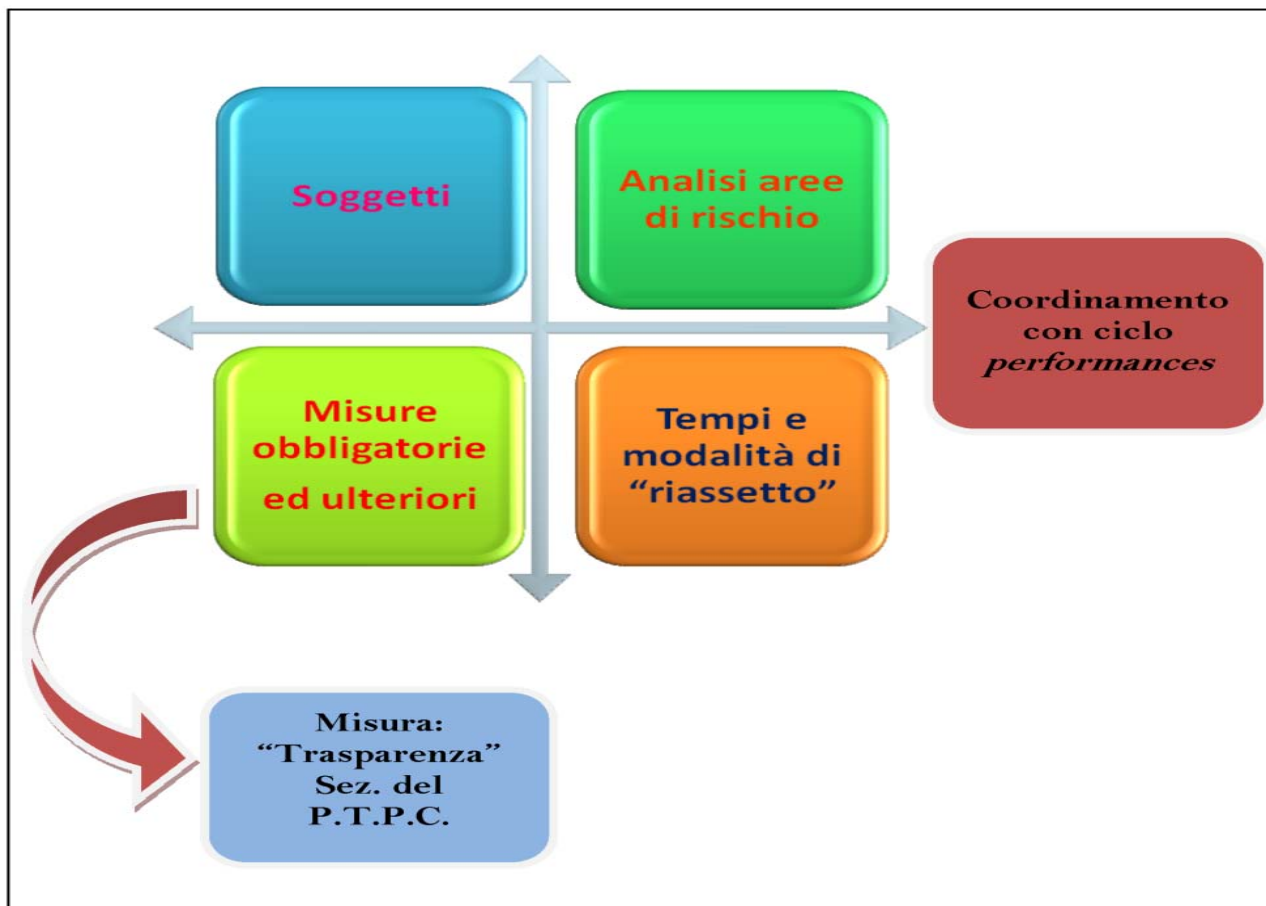 Soggetti
Analisi aree
di rischio
Coordinamento
con ciclo
performances
Misure
obbligatorie
ed ulteriori
Tempi e
modalità di
“riassetto”
Misura:
“Trasparenza”
Sez. del
P.T.P.C.